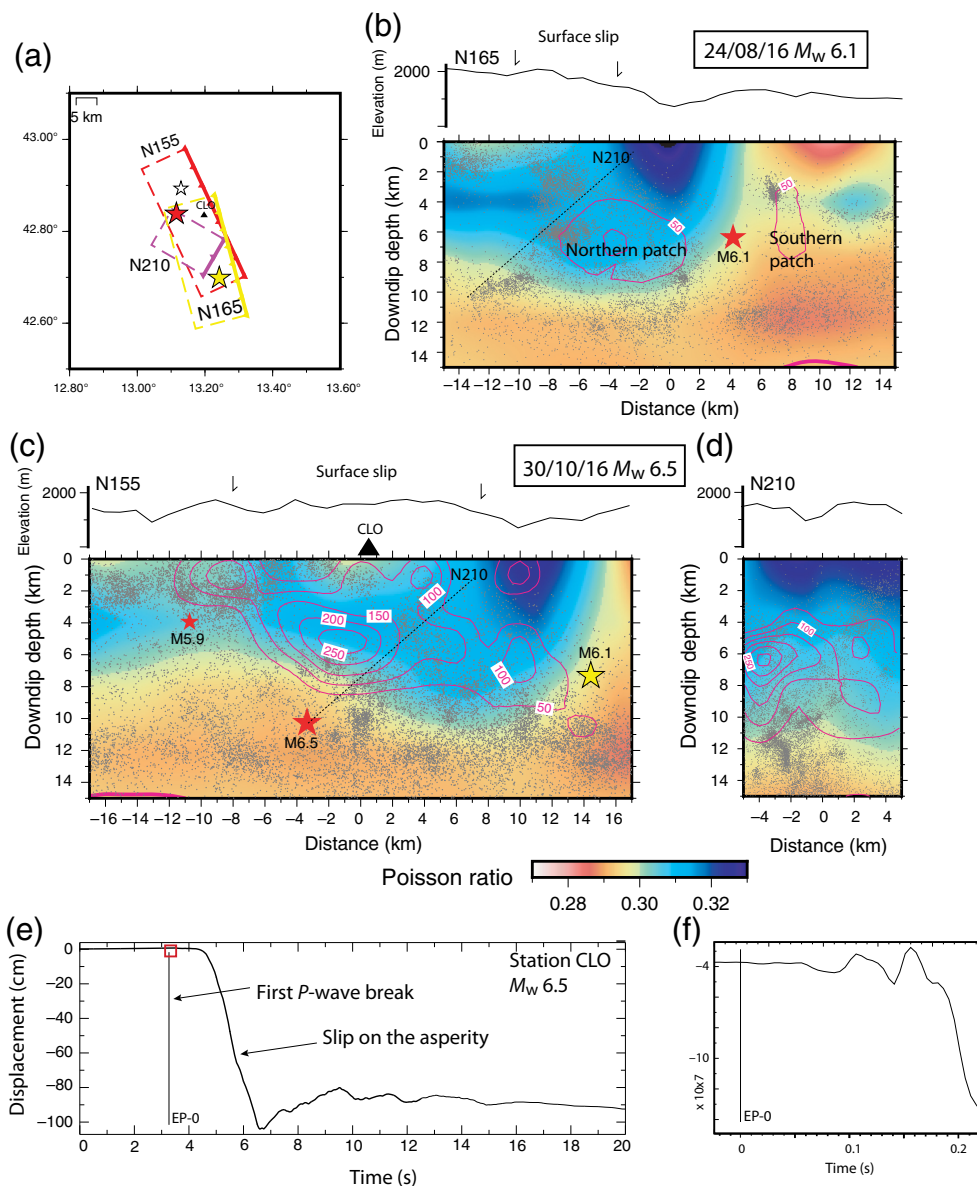 (a)
5 km
43.00°
42.80°
42.60°
12.80°
13.00°
13.20°
13.40°
13.60°
N155
CLO
N210
N165
(b)
24/08/16 Mw 6.1
Surface slip
N165
Elevation (m)
2000
Downdip depth (km)
0
2
4
6
8
10
12
14
N210
50
50
Northern patch
M6.1
Southern
patch
−14 −12 −10 −8 −6 −4 −2 0 2 4 6 8 10 12 14
Distance (km)
(c)
30/10/16 Mw 6.5
Surface slip
N155
Elevation (m)
2000
CLO
Downdip depth (km)
0
2
4
6
8
10
12
14
N210
100
150
200
250
100
50
M5.9
M6.1
M6.5
−16 −14 −12 −10 −8 −6 −4 −2 0 2 4 6 8 10 12 14 16
Distance (km)
(d)
N210
Elevation (m)
2000
Downdip depth (km)
0
2
4
6
8
10
12
14
100
250
−4 −2 0 2 4
Distance (km)
Poisson ratio
0.28 0.30 0.32
(e)
Displacement (cm)
0
−20
−40
−60
−80
−100
Station CLO
Mw 6.5
First P-wave break
Slip on the asperity
EP-0
0 2 4 6 8 10 12 14 16 18 20
Time (s)
(f)
−4
−10
x 10x7
EP-0
0 0.1 0.2
Time (s)